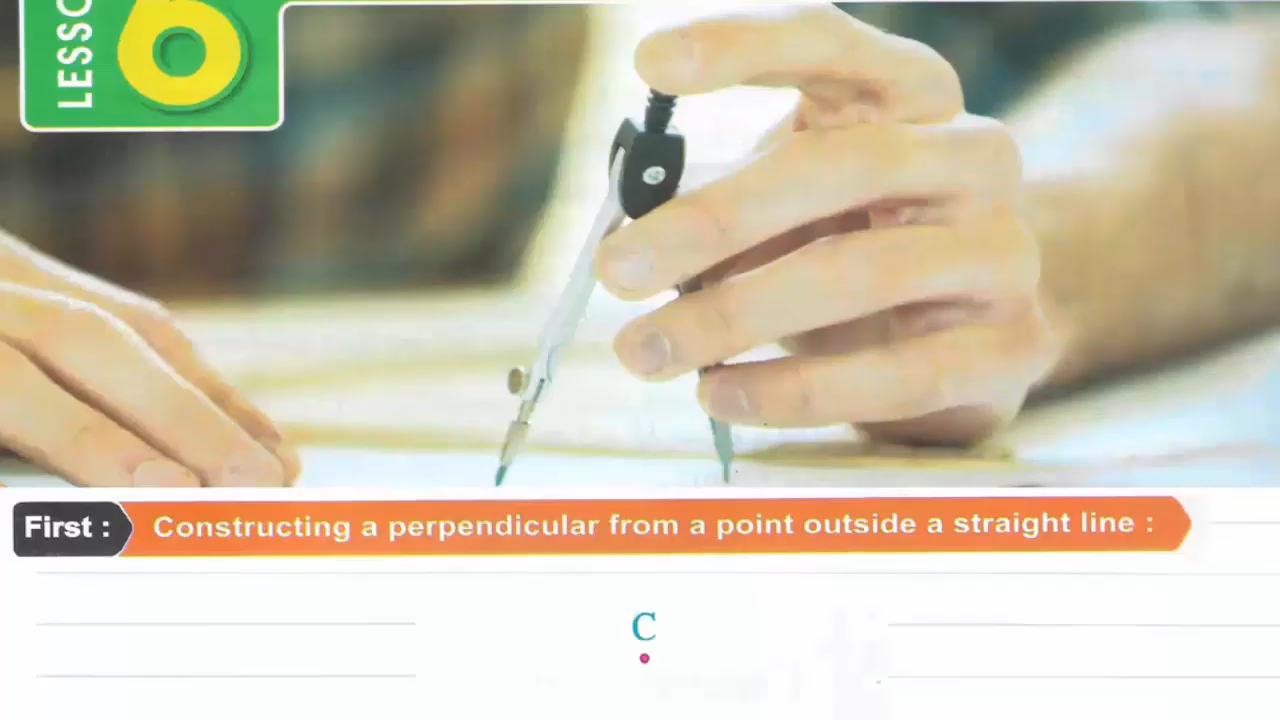 LESSO
6
First :
Constructing a perpendicular from a point outside a straight line :
C